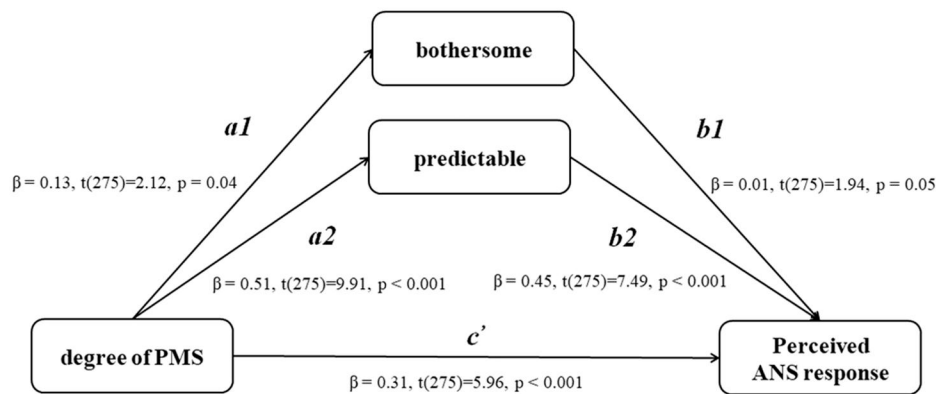 bothersome
a1
b1
predictable
β = 0.13, t(275)=2.12, p = 0.04
β = 0.01, t(275)=1.94, p = 0.05
a2
b2
β = 0.51, t(275)=9.91, p < 0.001
β = 0.45, t(275)=7.49, p < 0.001
degree of PMS
c’
Perceived
ANS response
β = 0.31, t(275)=5.96, p < 0.001